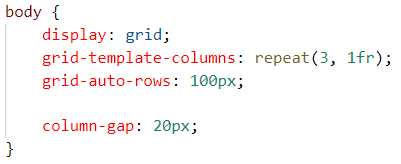 body {
    display: grid;
    grid-template-columns: repeat(3, 1fr);
    grid-auto-rows: 100px;

    column-gap: 20px;
}